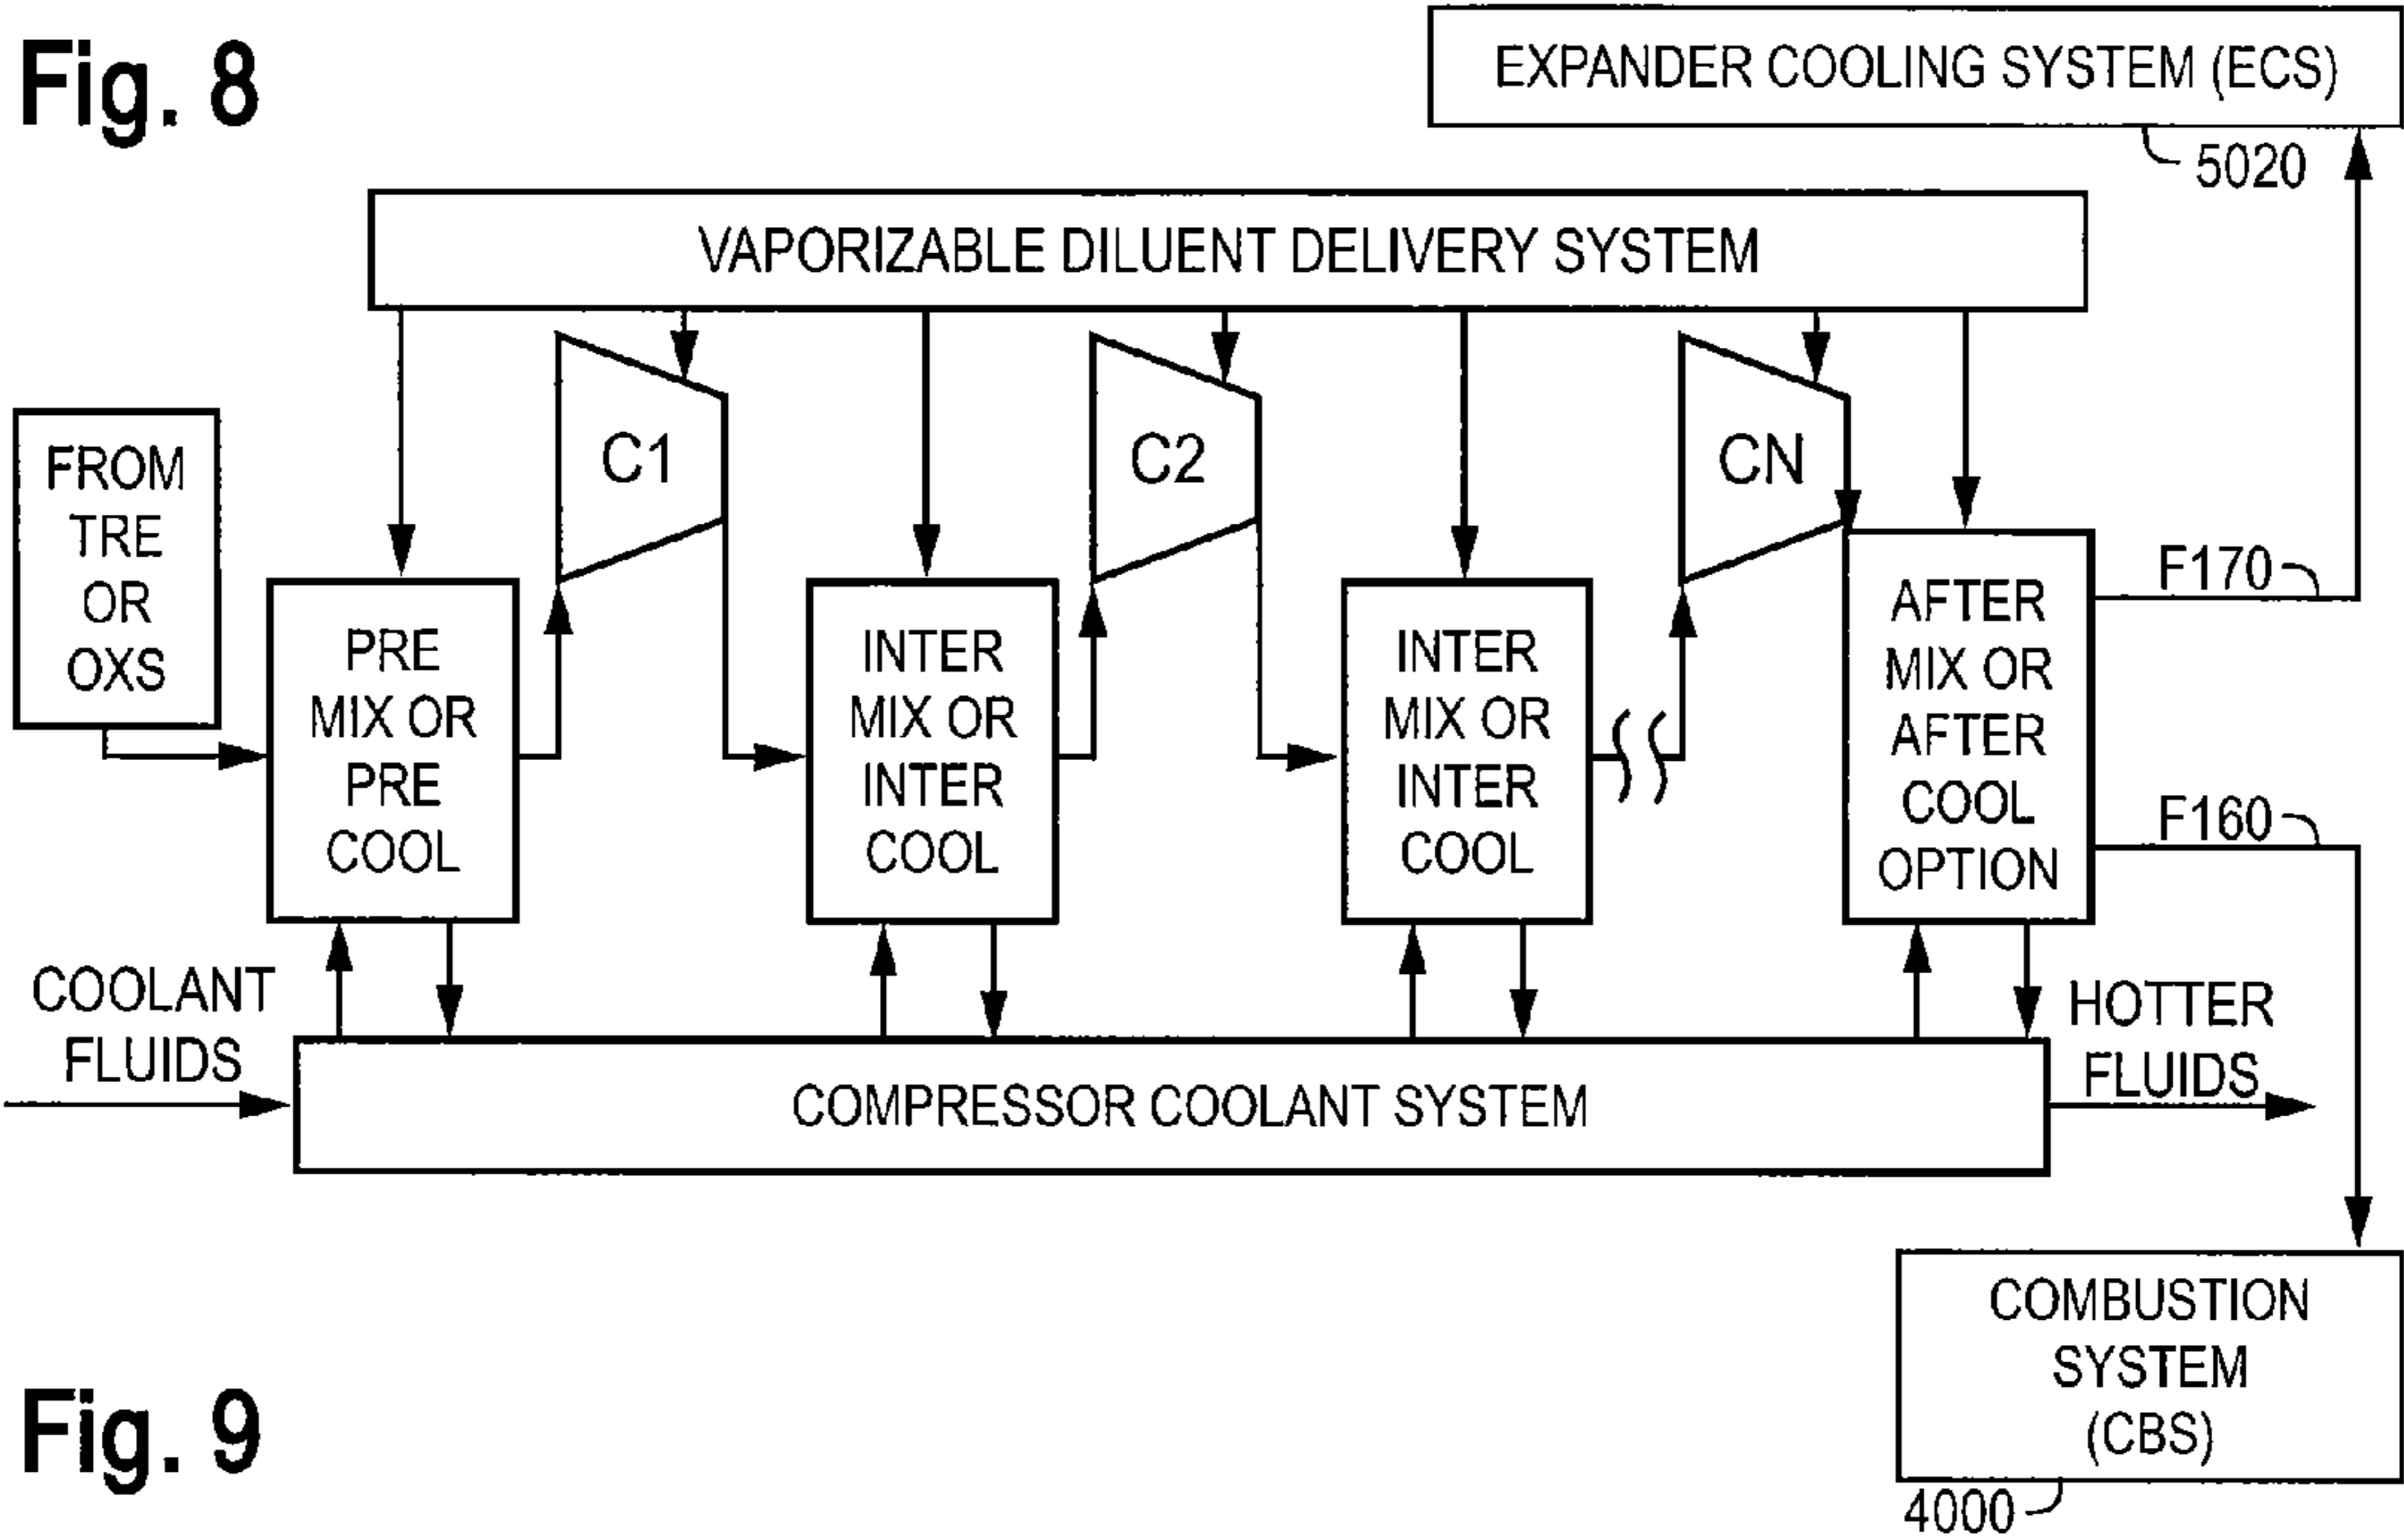 Fig. 8
EXPANDER COOLING SYSTEM (ECS)
5020
VAPORIZABLE DILUENT DELIVERY SYSTEM
FROM
TRE
OR
OXS
C1
C2
CN
PRE
MIX OR
PRE
COOL
INTER
MIX OR
INTER
COOL
INTER
MIX OR
INTER
COOL
AFTER
MIX OR
AFTER
COOL
OPTION
F170
F160
COOLANT
FLUIDS
COMPRESSOR COOLANT SYSTEM
HOTTER
FLUIDS
COMBUSTION
SYSTEM
(CBS)
4000
Fig. 9